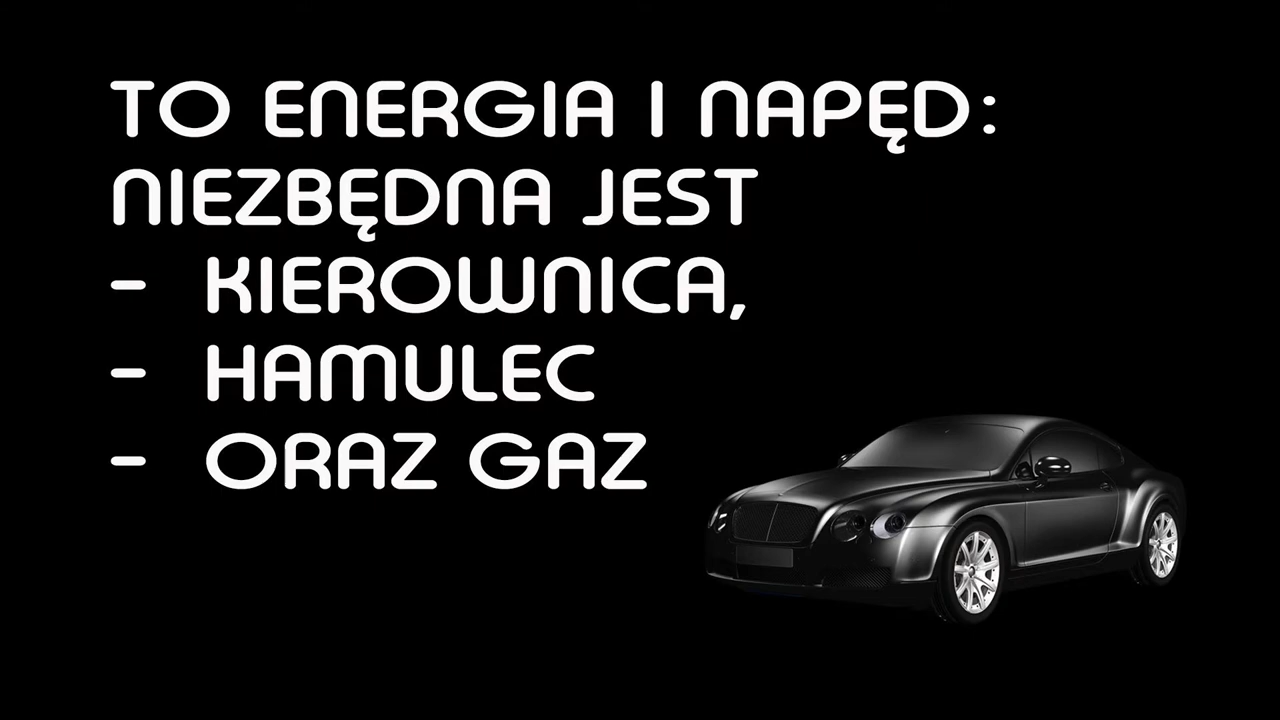 TO ENERGIA I NAPĘD:
NIEZBĘDNA JEST
- KIEROWNICA,
- HAMULEC
- ORAZ GAZ